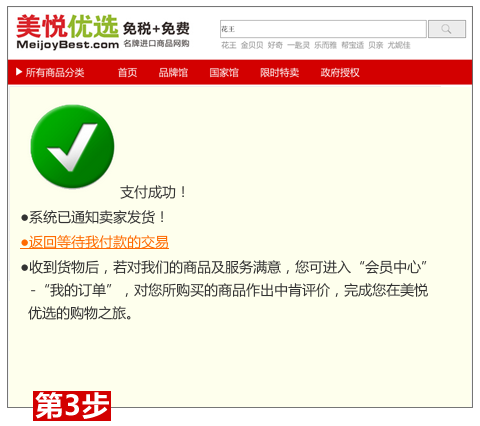 美悦优选 免税+免费
MeijoyBest.com 名牌进口商品网购
花王
花王 金贝贝 好奇 一匙灵 乐而雅 帮宝适 贝亲 尤妮佳
▶ 所有商品分类 首页 品牌馆 国家馆 限时特卖 政府授权
支付成功！
●系统已通知卖家发货！
●返回等待我付款的交易
●收到货物后，若对我们的商品及服务满意，您可进入“会员中心”
-“我的订单”，对您所购买的商品作出中肯评价，完成您在美悦
优选的购物之旅。
第3步